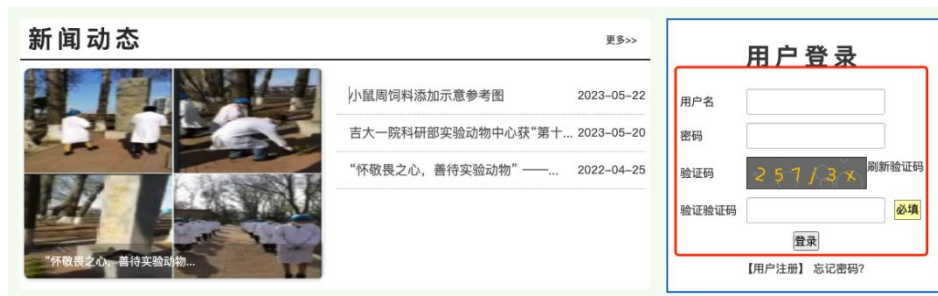 新闻动态
更多>>
小鼠周饲料添加示意参考图 2023-05-22
吉大一院科研部实验动物中心获“第十... 2023-05-20
“怀敬畏之心，善待实验动物” ——... 2022-04-25
“怀敬畏之心，善待实验动物...
用户登录
用户名
密码
验证码 刷新验证码
验证验证码 必填
登录
【用户注册】 忘记密码?